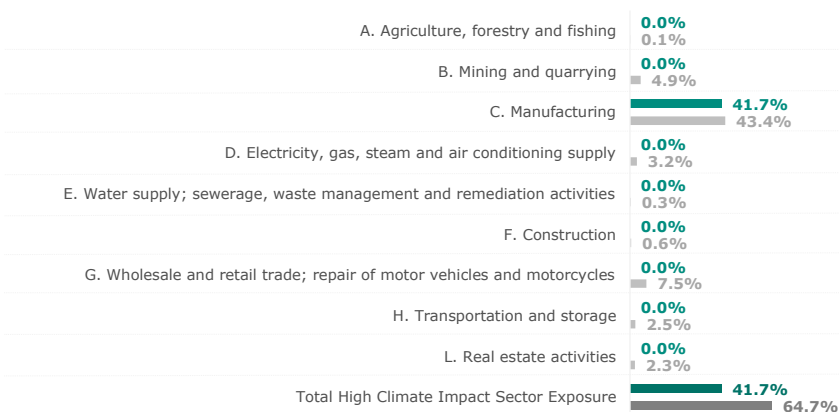 A. Agriculture, forestry and fishing 0.0%
0.1%
B. Mining and quarrying 0.0%
4.9%
C. Manufacturing 41.7%
43.4%
D. Electricity, gas, steam and air conditioning supply 0.0%
3.2%
E. Water supply; sewerage, waste management and remediation activities 0.0%
0.3%
F. Construction 0.0%
0.6%
G. Wholesale and retail trade; repair of motor vehicles and motorcycles 0.0%
7.5%
H. Transportation and storage 0.0%
2.5%
L. Real estate activities 0.0%
2.3%
Total High Climate Impact Sector Exposure 41.7%
64.7%